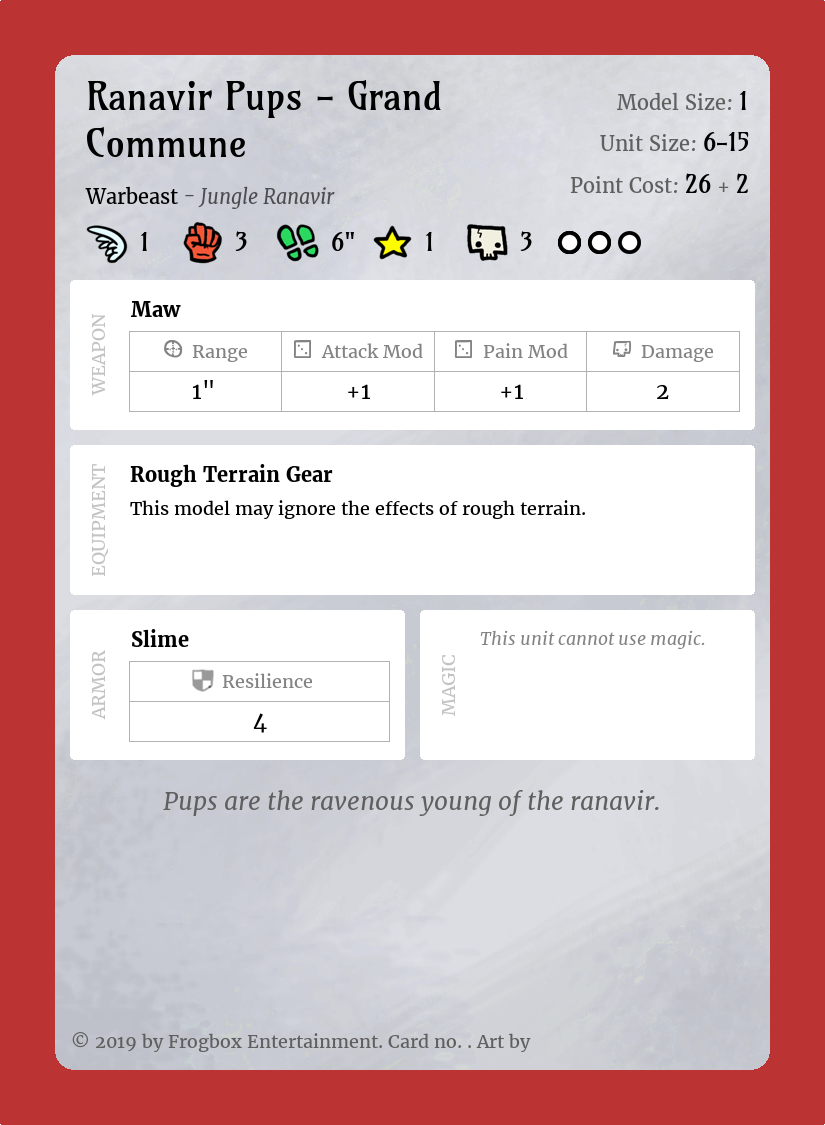 Ranavir Pups – Grand
Commune
Warbeast – Jungle Ranavir
Model Size: 1
Unit Size: 6–15
Point Cost: 26 + 2
1 3 6" 1 3
WEAPON
Maw
Range Attack Mod Pain Mod Damage
1" +1 +1 2
EQUIPMENT
Rough Terrain Gear
This model may ignore the effects of rough terrain.
ARMOR
Slime
Resilience
4
MAGIC
This unit cannot use magic.
Pups are the ravenous young of the ranavir.
© 2019 by Frogbox Entertainment. Card no. . Art by